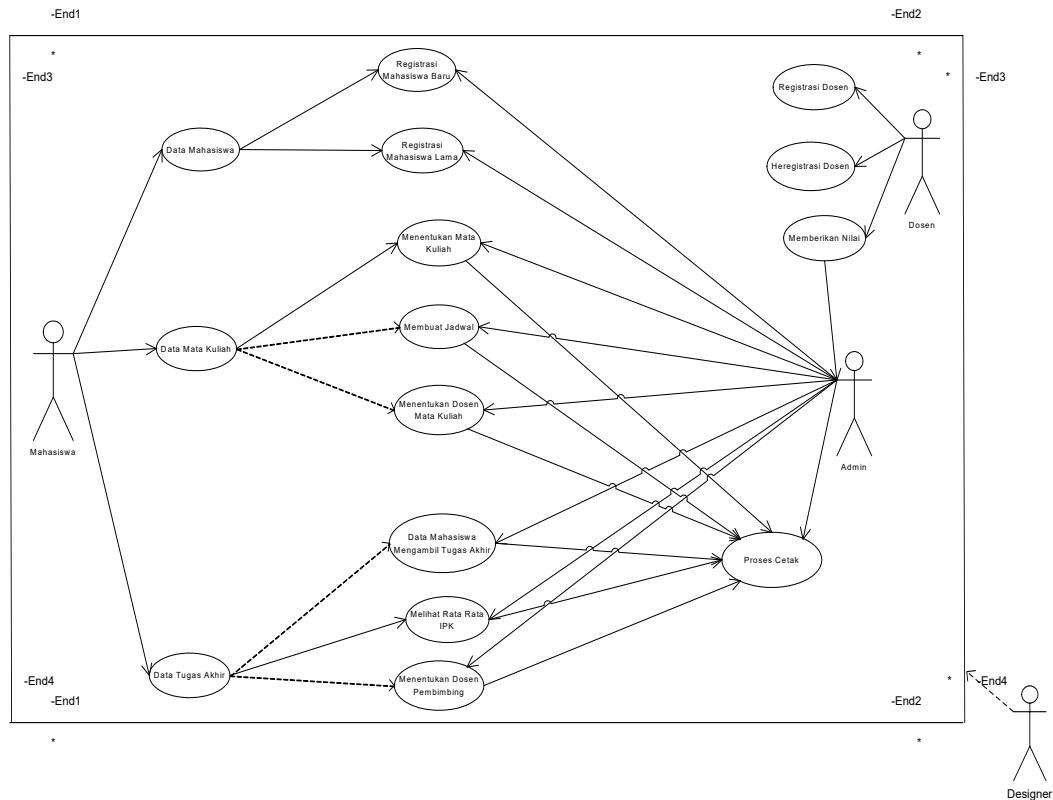 -End1
-End2
*
*
-End3
*
-End3
Registrasi
Mahasiswa Baru
Registrasi Dosen
Data Mahasiswa
Registrasi
Mahasiswa Lama
Heregistrasi Dosen
Dosen
Menentukan Mata
Kuliah
Memberikan Nilai
Membuat Jadwal
Data Mata Kuliah
Menentukan Dosen
Mata Kuliah
Mahasiswa
Admin
Data Mahasiswa
Mengambil Tugas Akhir
Proses Cetak
Melihat Rata Rata
IPK
Data Tugas Akhir
Menentukan Dosen
Pembimbing
-End4
*
-End4
-End1
-End2
*
*
Designer